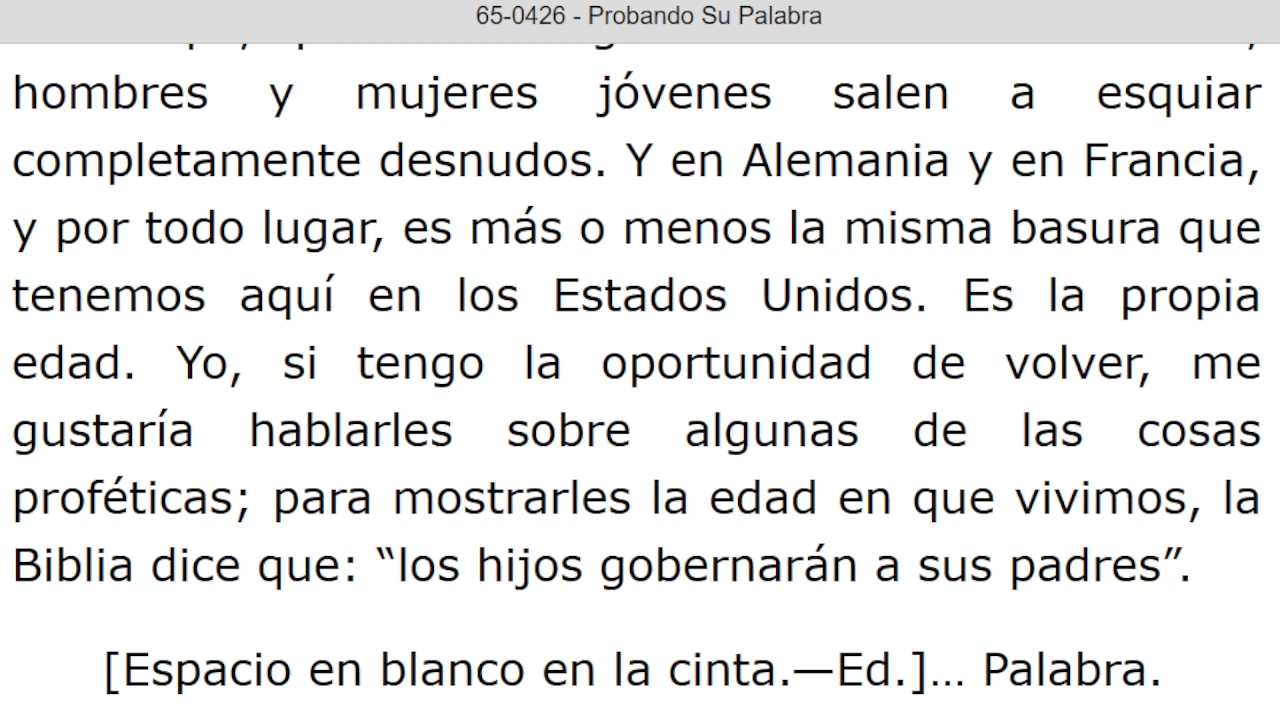 65-0426 - Probando Su Palabra
hombres y mujeres jóvenes salen a esquiar
completamente desnudos. Y en Alemania y en Francia,
y por todo lugar, es más o menos la misma basura que
tenemos aquí en los Estados Unidos. Es la propia
edad. Yo, si tengo la oportunidad de volver, me
gustaría hablarles sobre algunas de las cosas
proféticas; para mostrarles la edad en que vivimos, la
Biblia dice que: “los hijos gobernarán a sus padres”.
[Espacio en blanco en la cinta.—Ed.]… Palabra.